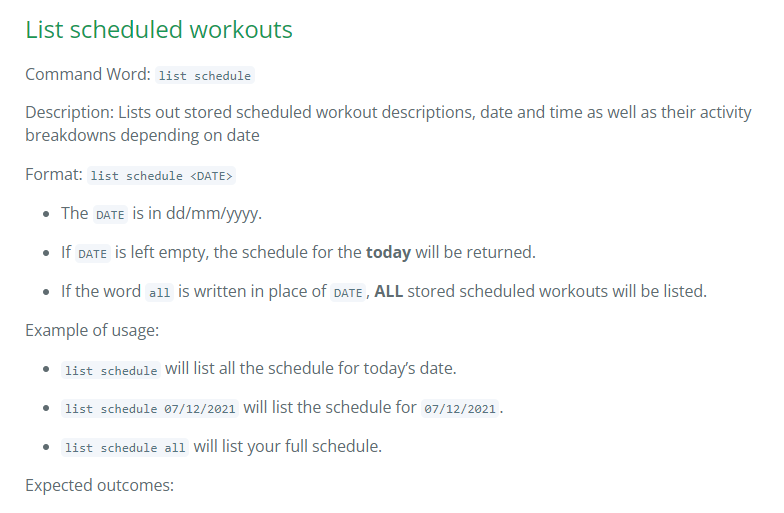 List scheduled workouts
Command Word: list schedule
Description: Lists out stored scheduled workout descriptions, date and time as well as their activity
breakdowns depending on date
Format: list schedule <DATE>
• The DATE is in dd/mm/yyyy.
• If DATE is left empty, the schedule for the today will be returned.
• If the word all is written in place of DATE, ALL stored scheduled workouts will be listed.
Example of usage:
• list schedule will list all the schedule for today’s date.
• list schedule 07/12/2021 will list the schedule for 07/12/2021.
• list schedule all will list your full schedule.
Expected outcomes: